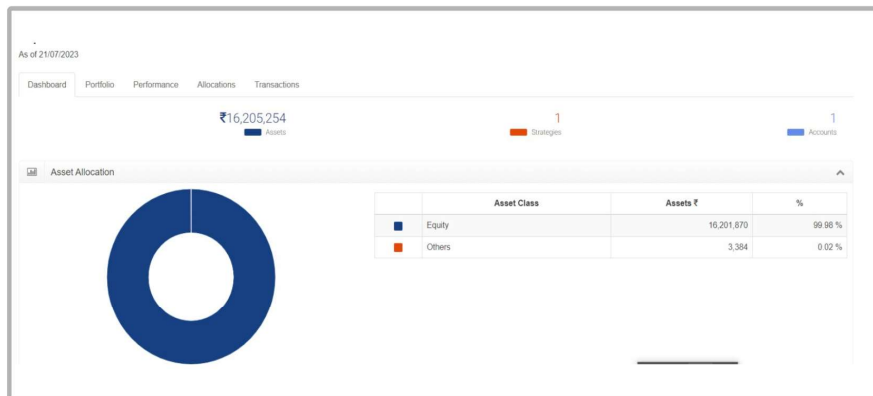 As of 21/07/2023
Dashboard Portfolio Performance Allocations Transactions
₹16,205,254 1 1
Assets Strategies Accounts
Asset Allocation
Asset Class Assets ₹ %
Equity 16,201,870 99.98 %
Others 3,384 0.02 %